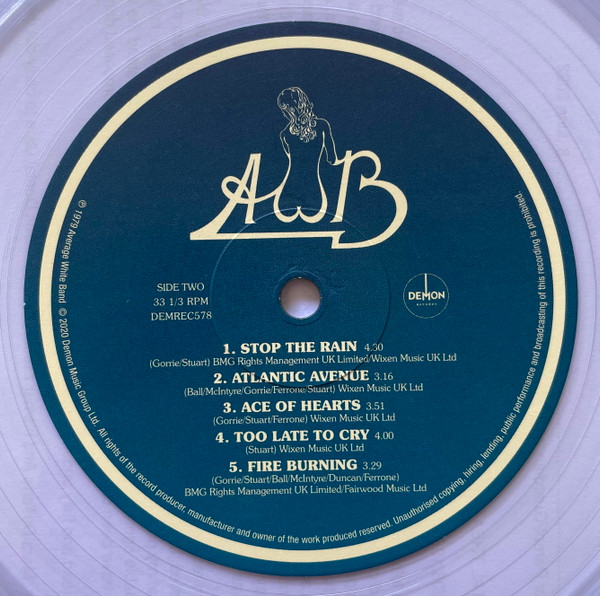 AWB
SIDE TWO
33 1/3 RPM
DEMREC578
DEMON
RECORDS
1. STOP THE RAIN 4.30
(Gorrie/Stuart) BMG Rights Management UK Limited/Wixen Music UK Ltd
2. ATLANTIC AVENUE 3.16
(Ball/McIntyre/Gorrie/Ferrone/Stuart) Wixen Music UK Ltd
3. ACE OF HEARTS 3.51
(Gorrie/Stuart/Ferrone) Wixen Music UK Ltd
4. TOO LATE TO CRY 4.00
(Stuart) Wixen Music UK Ltd
5. FIRE BURNING 3.29
(Gorrie/Stuart/Ball/McIntyre/Duncan/Ferrone)
BMG Rights Management UK Limited/Fairwood Music Ltd
℗ 1979 Average White Band © 2020 Demon Music Group Ltd. All rights of the record producer, manufacturer and owner of the work produced reserved. Unauthorised copying, hiring, lending, public performance and broadcasting of this recording is prohibited.